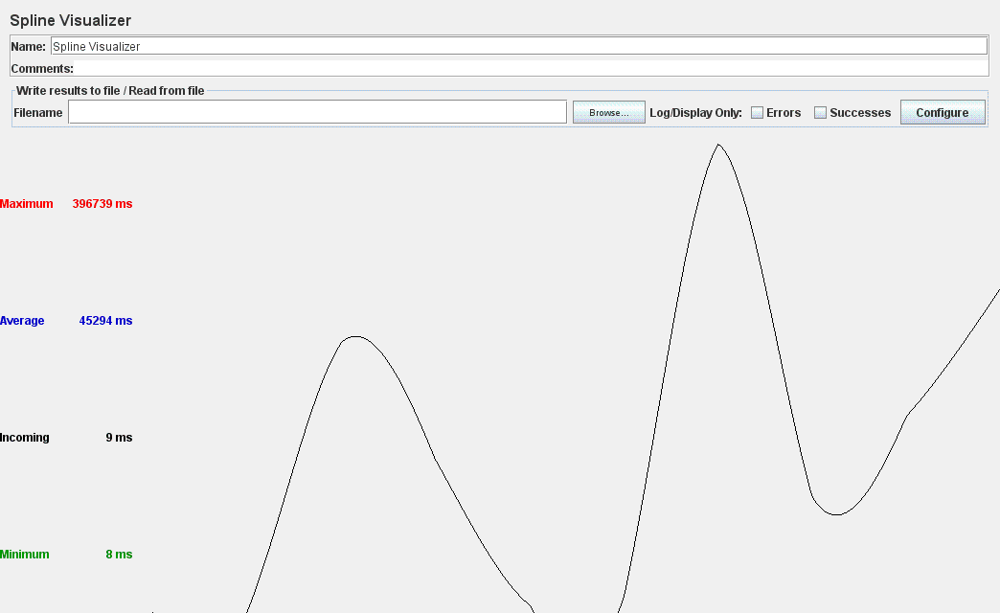 Spline Visualizer
Name: Spline Visualizer
Comments:
Write results to file / Read from file
Filename Browse... Log/Display Only: Errors Successes Configure
Maximum 396739 ms
Average 45294 ms
Incoming 9 ms
Minimum 8 ms